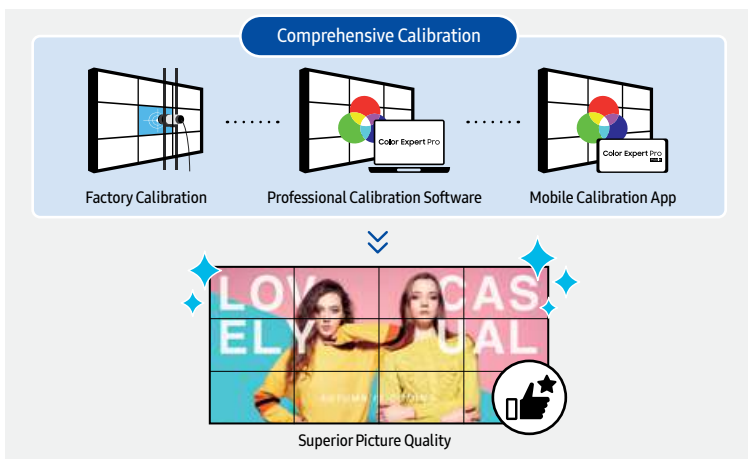 Comprehensive Calibration
Color Expert Pro
Color Expert Pro
Factory Calibration
Professional Calibration Software
Mobile Calibration App
LOV
CAS
ELY
UAL
Superior Picture Quality